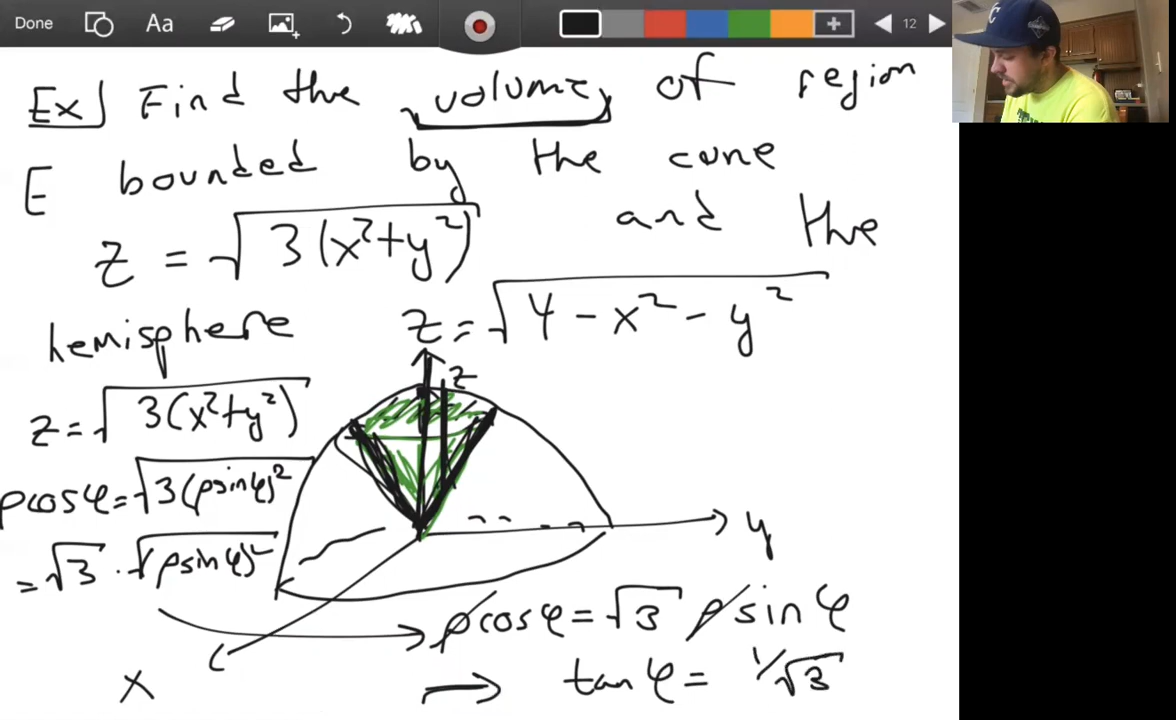 Done Aa 12
Ex] Find the volume of region
E bounded by the cone
z = √3(x²+y²) and the
hemisphere z = √4 - x² - y²
z = √3(x²+y²)
z
ρcosφ = √3(ρsinφ)²
y
= √3 · √(ρsinφ)²
ρcosφ = √3 ρsinφ
x → tanφ = 1/√3